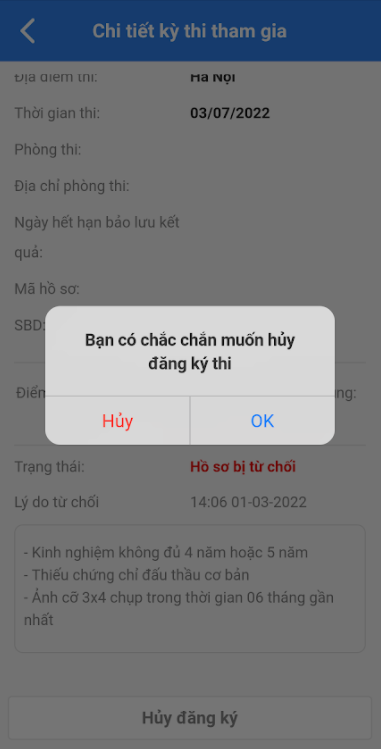 Chi tiết kỳ thi tham gia
Địa điểm thi: Hà Nội
Thời gian thi: 03/07/2022
Phòng thi:
Địa chỉ phòng thi:
Ngày hết hạn bảo lưu kết
quả:
Mã hồ sơ:
SBD:
Bạn có chắc chắn muốn hủy
đăng ký thi
Điểm
Hủy OK
Trạng thái: Hồ sơ bị từ chối
Lý do từ chối 14:06 01-03-2022
- Kinh nghiệm không đủ 4 năm hoặc 5 năm
- Thiếu chứng chỉ đấu thầu cơ bản
- Ảnh cỡ 3x4 chụp trong thời gian 06 tháng gần
nhất
Hủy đăng ký